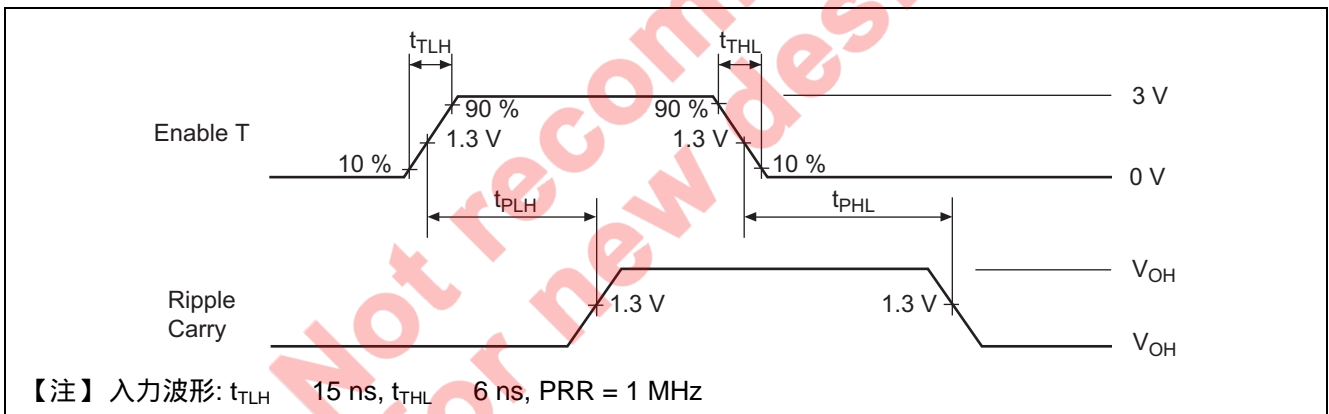 tTLH tTHL
3 V
90 % 90 %
Enable T 1.3 V 1.3 V
10 % 10 %
0 V
tPLH tPHL
VOH
Ripple
Carry
1.3 V 1.3 V
VOH
【注】入力波形: tTLH 15 ns, tTHL 6 ns, PRR = 1 MHz
Not recom
for new des